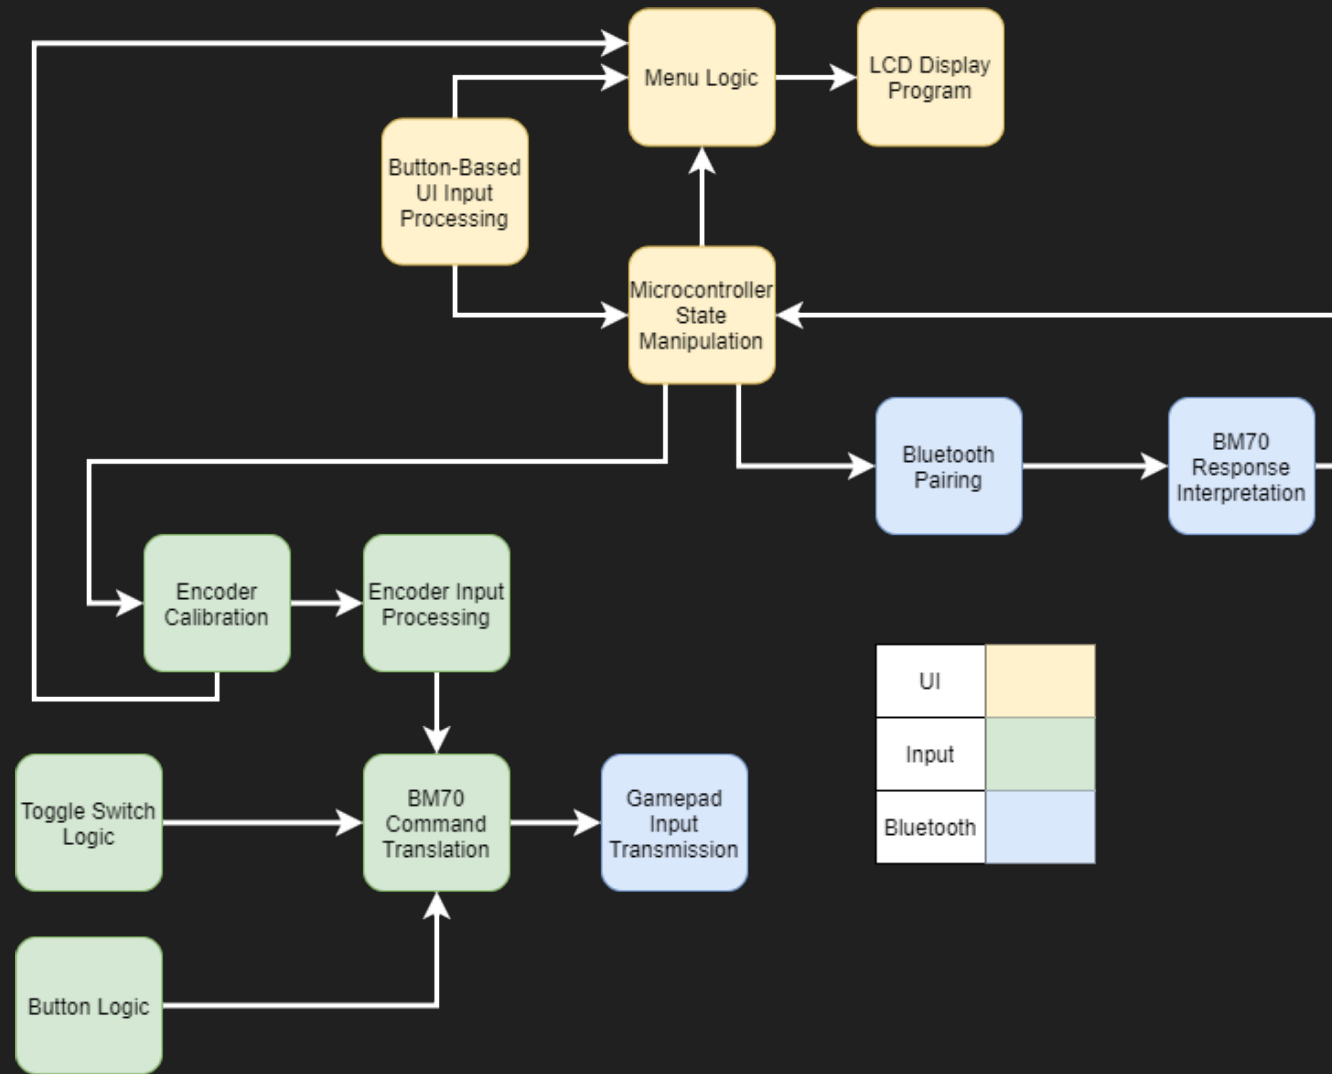 Menu Logic
LCD Display
Program
Button-Based
UI Input
Processing
Microcontroller
State
Manipulation
Bluetooth
Pairing
BM70
Response
Interpretation
Encoder
Calibration
Encoder Input
Processing
UI
Input
Bluetooth
Toggle Switch
Logic
BM70
Command
Translation
Gamepad
Input
Transmission
Button Logic